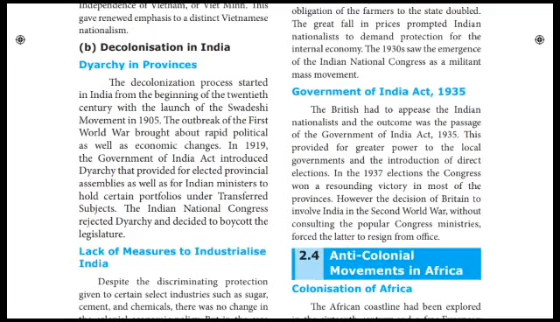 Independence of Vietnam, or Viet Minh. This
gave renewed emphasis to a distinct Vietnamese
nationalism.
(b) Decolonisation in India
Dyarchy in Provinces
The decolonization process started
in India from the beginning of the twentieth
century with the launch of the Swadeshi
Movement in 1905. The outbreak of the First
World War brought about rapid political
as well as economic changes. In 1919,
the Government of India Act introduced
Dyarchy that provided for elected provincial
assemblies as well as for Indian ministers to
hold certain portfolios under Transferred
Subjects. The Indian National Congress
rejected Dyarchy and decided to boycott the
legislature.
Lack of Measures to Industrialise
India
Despite the discriminating protection
given to certain select industries such as sugar,
cement, and chemicals, there was no change in
obligation of the farmers to the state doubled.
The great fall in prices prompted Indian
nationalists to demand protection for the
internal economy. The 1930s saw the emergence
of the Indian National Congress as a militant
mass movement.
Government of India Act, 1935
The British had to appease the Indian
nationalists and the outcome was the passage
of the Government of India Act, 1935. This
provided for greater power to the local
governments and the introduction of direct
elections. In the 1937 elections the Congress
won a resounding victory in most of the
provinces. However the decision of Britain to
involve India in the Second World War, without
consulting the popular Congress ministries,
forced the latter to resign from office.
2.4 Anti-Colonial
Movements in Africa
Colonisation of Africa
The African coastline had been explored